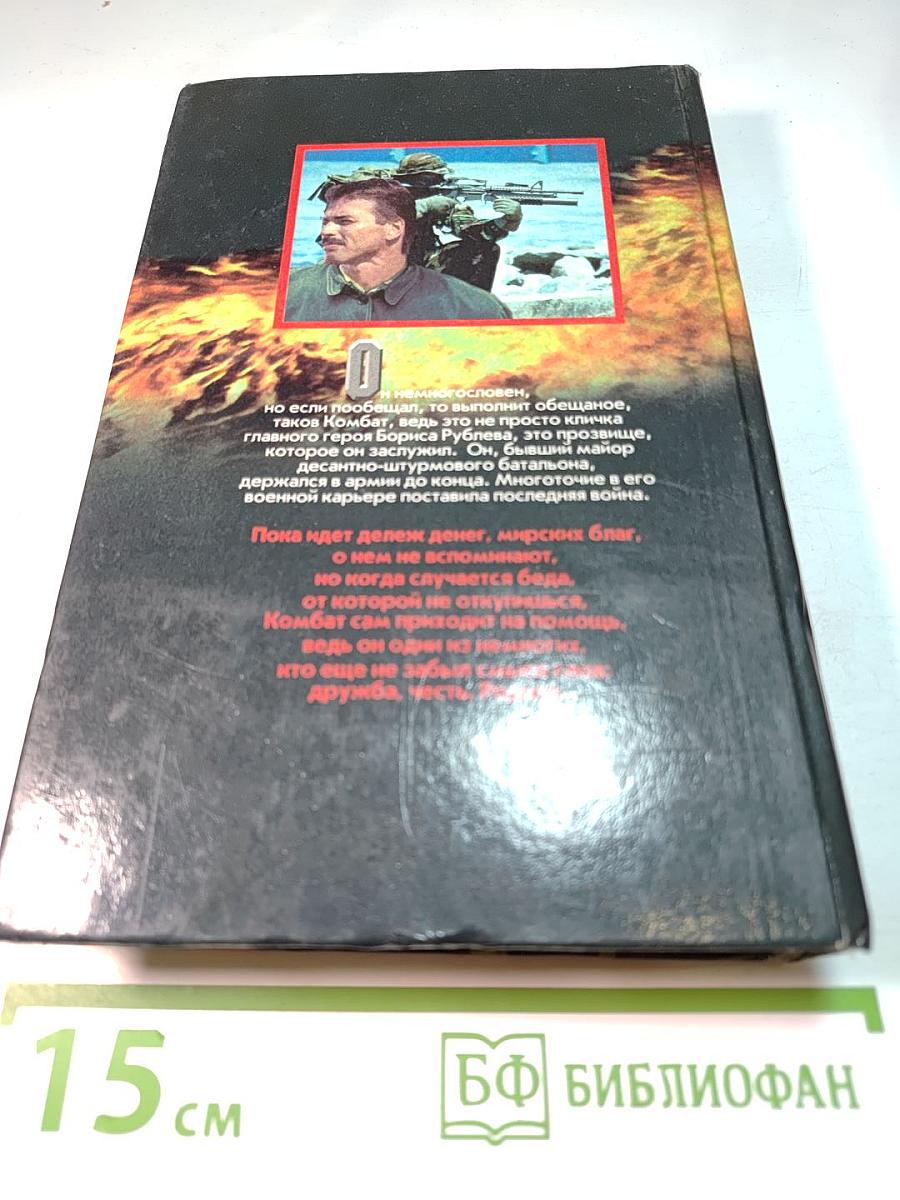 Он немногословен,
но если пообещал, то выполнит обещаное,
таков Комбат, ведь это не просто кличка
главного героя Бориса Рублева, это прозвище,
которое он заслужил. Он, бывший майор
десантно-штурмового батальона,
держался в армии до конца. Многоточие в его
военной карьере поставила последняя война.
Пока идет дележ денег, мирских благ,
о нем не вспоминают,
но когда случается беда,
от которой не откупишься,
Комбат сам приходит на помощь,
ведь он один из немногих,
кто еще не забыл
дружба, честь,
15 см
БФ БИБЛИОФАН